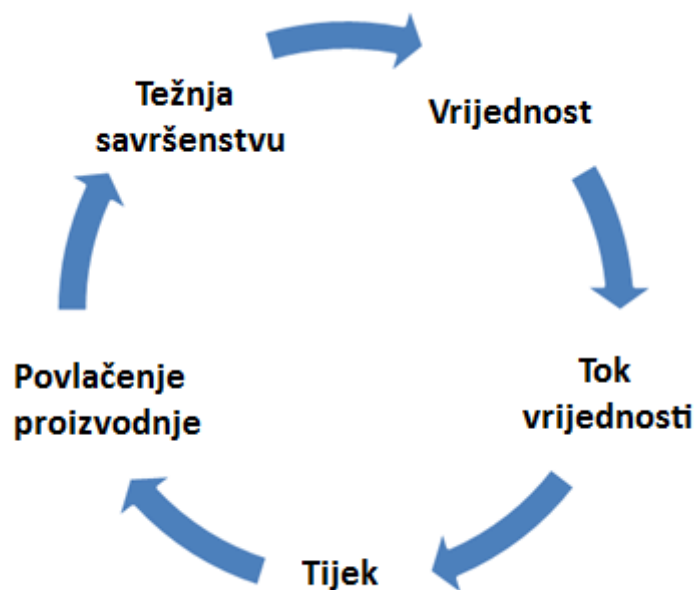 Težnja
savršenstvu
Vrijednost
Tok
vrijednosti
Tijek
Povlačenje
proizvodnje